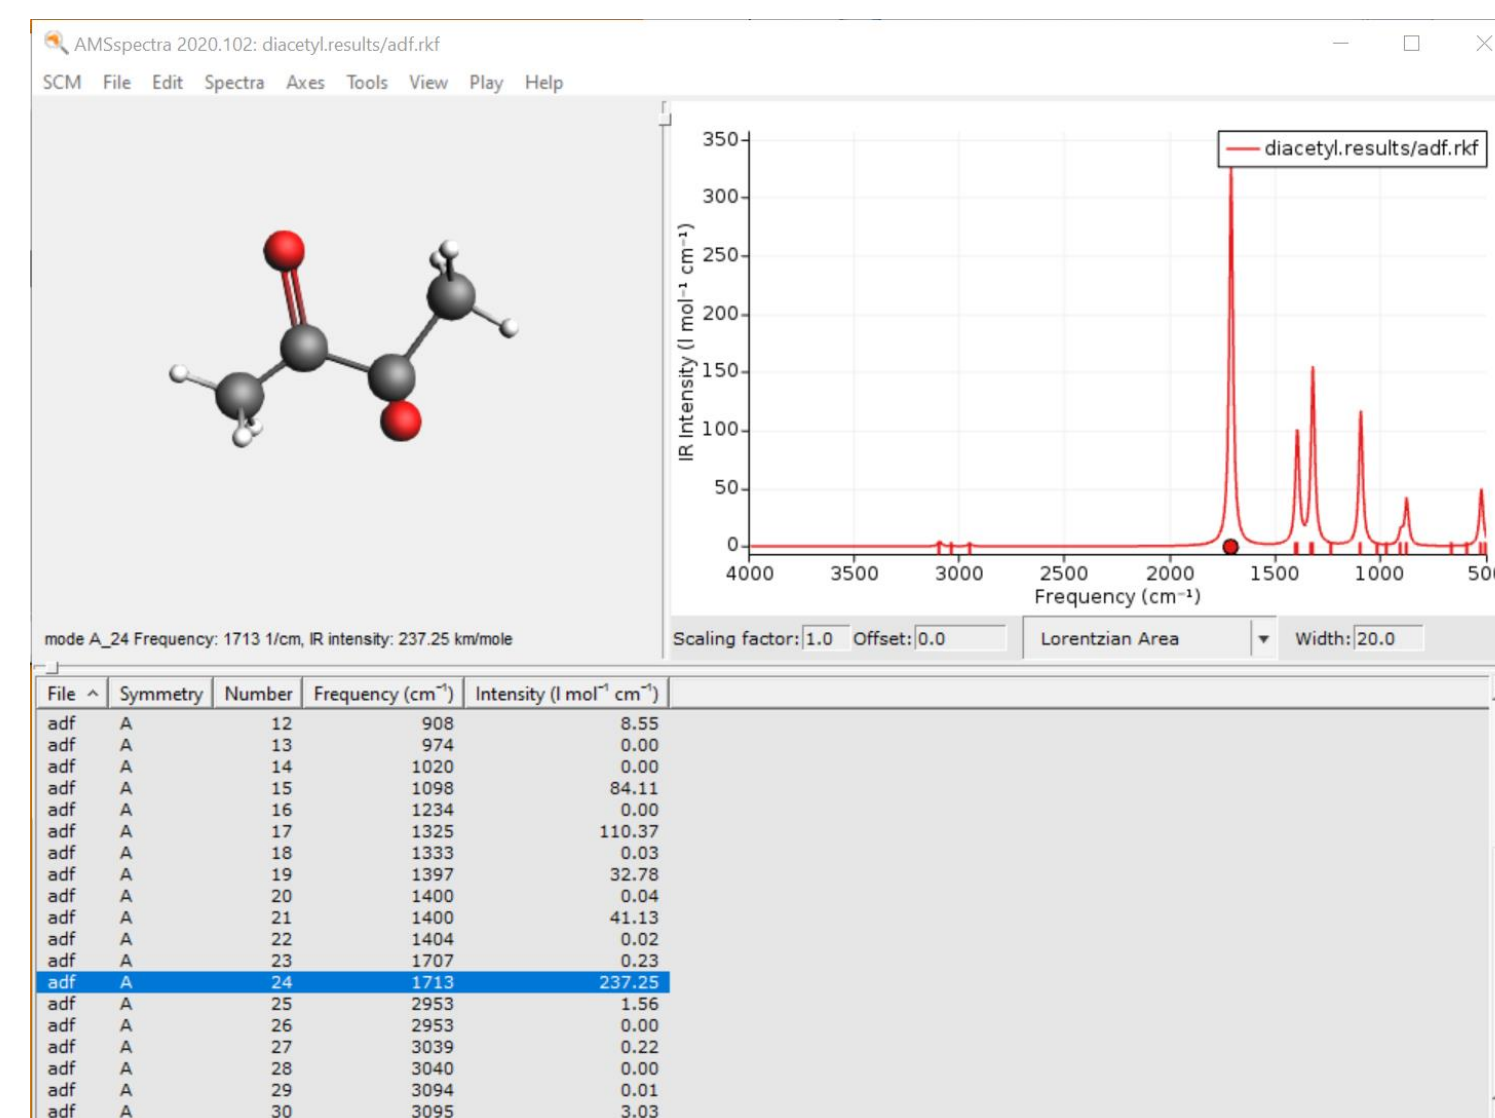 AMSspectra 2020.102: diacetyl.results/adf.rkf
SCM File Edit Spectra Axes Tools View Play Help
diacetyl.results/adf.rkf
IR Intensity (l mol⁻¹ cm⁻¹)
350
300
250
200
150
100
50
0
4000 3500 3000 2500 2000 1500 1000 50
Frequency (cm⁻¹)
mode A_24 Frequency: 1713 1/cm, IR intensity: 237.25 km/mole
Scaling factor: 1.0 Offset: 0.0 Lorentzian Area Width: 20.0
File Symmetry Number Frequency (cm⁻¹) Intensity (l mol⁻¹ cm⁻¹)
adf A 12 908 8.55
adf A 13 974 0.00
adf A 14 1020 0.00
adf A 15 1098 84.11
adf A 16 1234 0.00
adf A 17 1325 110.37
adf A 18 1333 0.03
adf A 19 1397 32.78
adf A 20 1400 0.04
adf A 21 1400 41.13
adf A 22 1404 0.02
adf A 23 1707 0.23
adf A 24 1713 237.25
adf A 25 2953 1.56
adf A 26 2953 0.00
adf A 27 3039 0.22
adf A 28 3040 0.00
adf A 29 3094 0.01
adf A 30 3095 3.03